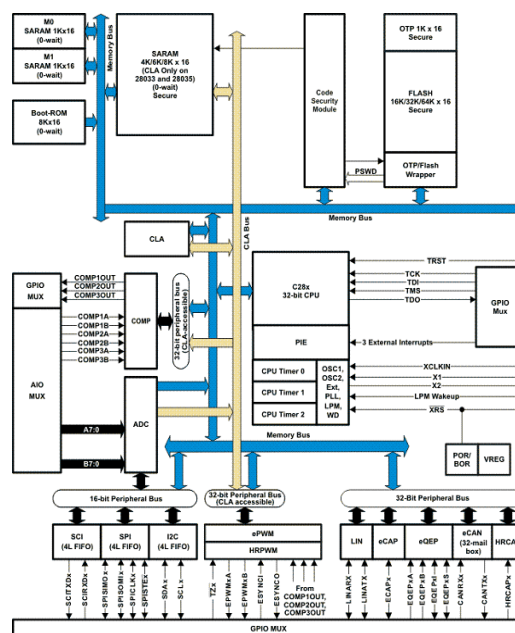 M0
SARAM 1Kx16
(0-wait)
M1
SARAM 1Kx16
(0-wait)
Boot-ROM
8Kx16
(0-wait)
Memory Bus
SARAM
4K/6K/8K x 16
(CLA Only on
28033 and 28035)
(0-wait)
Secure
Code
Security
Module
OTP 1K x 16
Secure
FLASH
16K/32K/64K x 16
Secure
OTP/Flash
Wrapper
PSWD
Memory Bus
CLA
CLA Bus
GPIO
MUX
COMP1OUT
COMP2OUT
COMP3OUT
AIO
MUX
COMP1A
COMP1B
COMP2A
COMP2B
COMP3A
COMP3B
COMP
32-bit peripheral bus
(CLA-accessible)
A7:0
B7:0
ADC
C28x
32-bit CPU
PIE
CPU Timer 0
CPU Timer 1
CPU Timer 2
OSC1,
OSC2,
Ext,
PLL,
LPM,
WD
TRST
TCK
TDI
TMS
TDO
GPIO
Mux
3 External Interrupts
XCLKIN
X1
X2
LPM Wakeup
XRS
POR/
BOR
VREG
Memory Bus
16-bit Peripheral Bus
32-bit Peripheral Bus
(CLA accessible)
32-Bit Peripheral Bus
SCI
(4L FIFO)
SPI
(4L FIFO)
I2C
(4L FIFO)
ePWM
HRPWM
LIN
eCAP
eQEP
eCAN
(32-mail
box)
HRCA
SCITXDx
SCIRXDx
SPISIMOx
SPISOMIx
SPICLKx
SPISTEx
SDAx
SCLx
TZx
EPWMxA
EPWMxB
ESYNCI
ESYNCO
From
COMP1OUT,
COMP2OUT,
COMP3OUT
LINARX
LINATX
ECAPx
EQEPxA
EQEPxB
EQEPxI
EQEPxS
CANRXx
CANTXx
HRCAPx
GPIO MUX